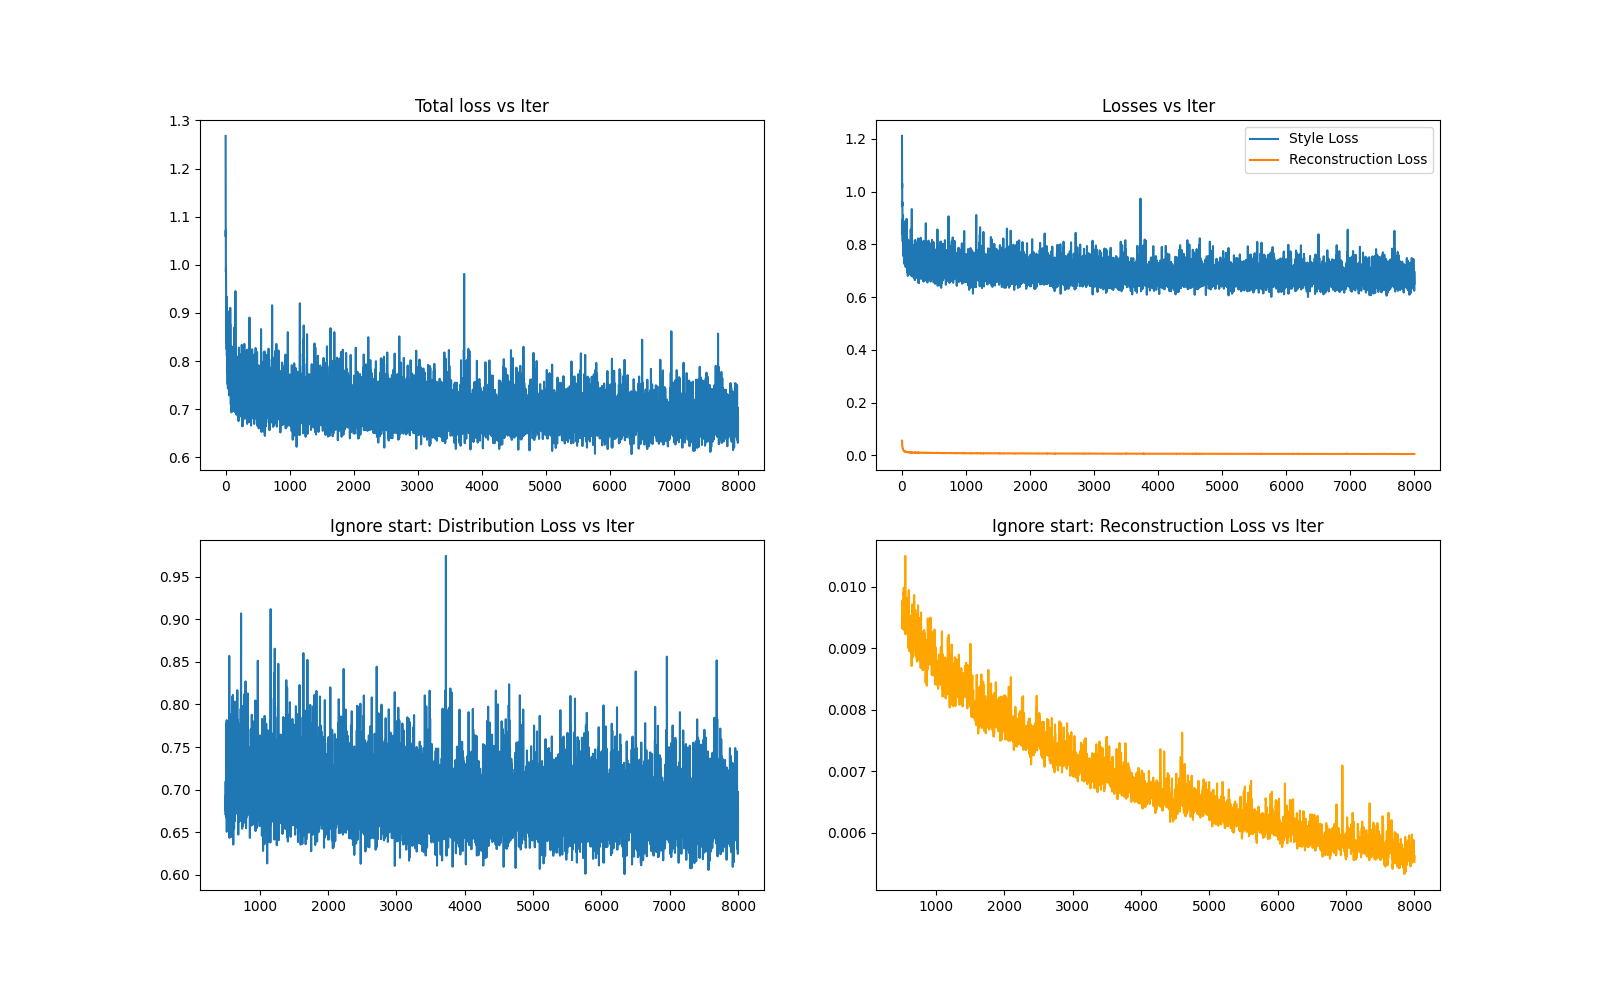 Total loss vs Iter
1.3
1.2
1.1
1.0
0.9
0.8
0.7
0.6
0 1000 2000 3000 4000 5000 6000 7000 8000
Losses vs Iter
Style Loss
Reconstruction Loss
1.2
1.0
0.8
0.6
0.4
0.2
0.0
0 1000 2000 3000 4000 5000 6000 7000 8000
Ignore start: Distribution Loss vs Iter
0.95
0.90
0.85
0.80
0.75
0.70
0.65
0.60
1000 2000 3000 4000 5000 6000 7000 8000
Ignore start: Reconstruction Loss vs Iter
0.010
0.009
0.008
0.007
0.006
1000 2000 3000 4000 5000 6000 7000 8000